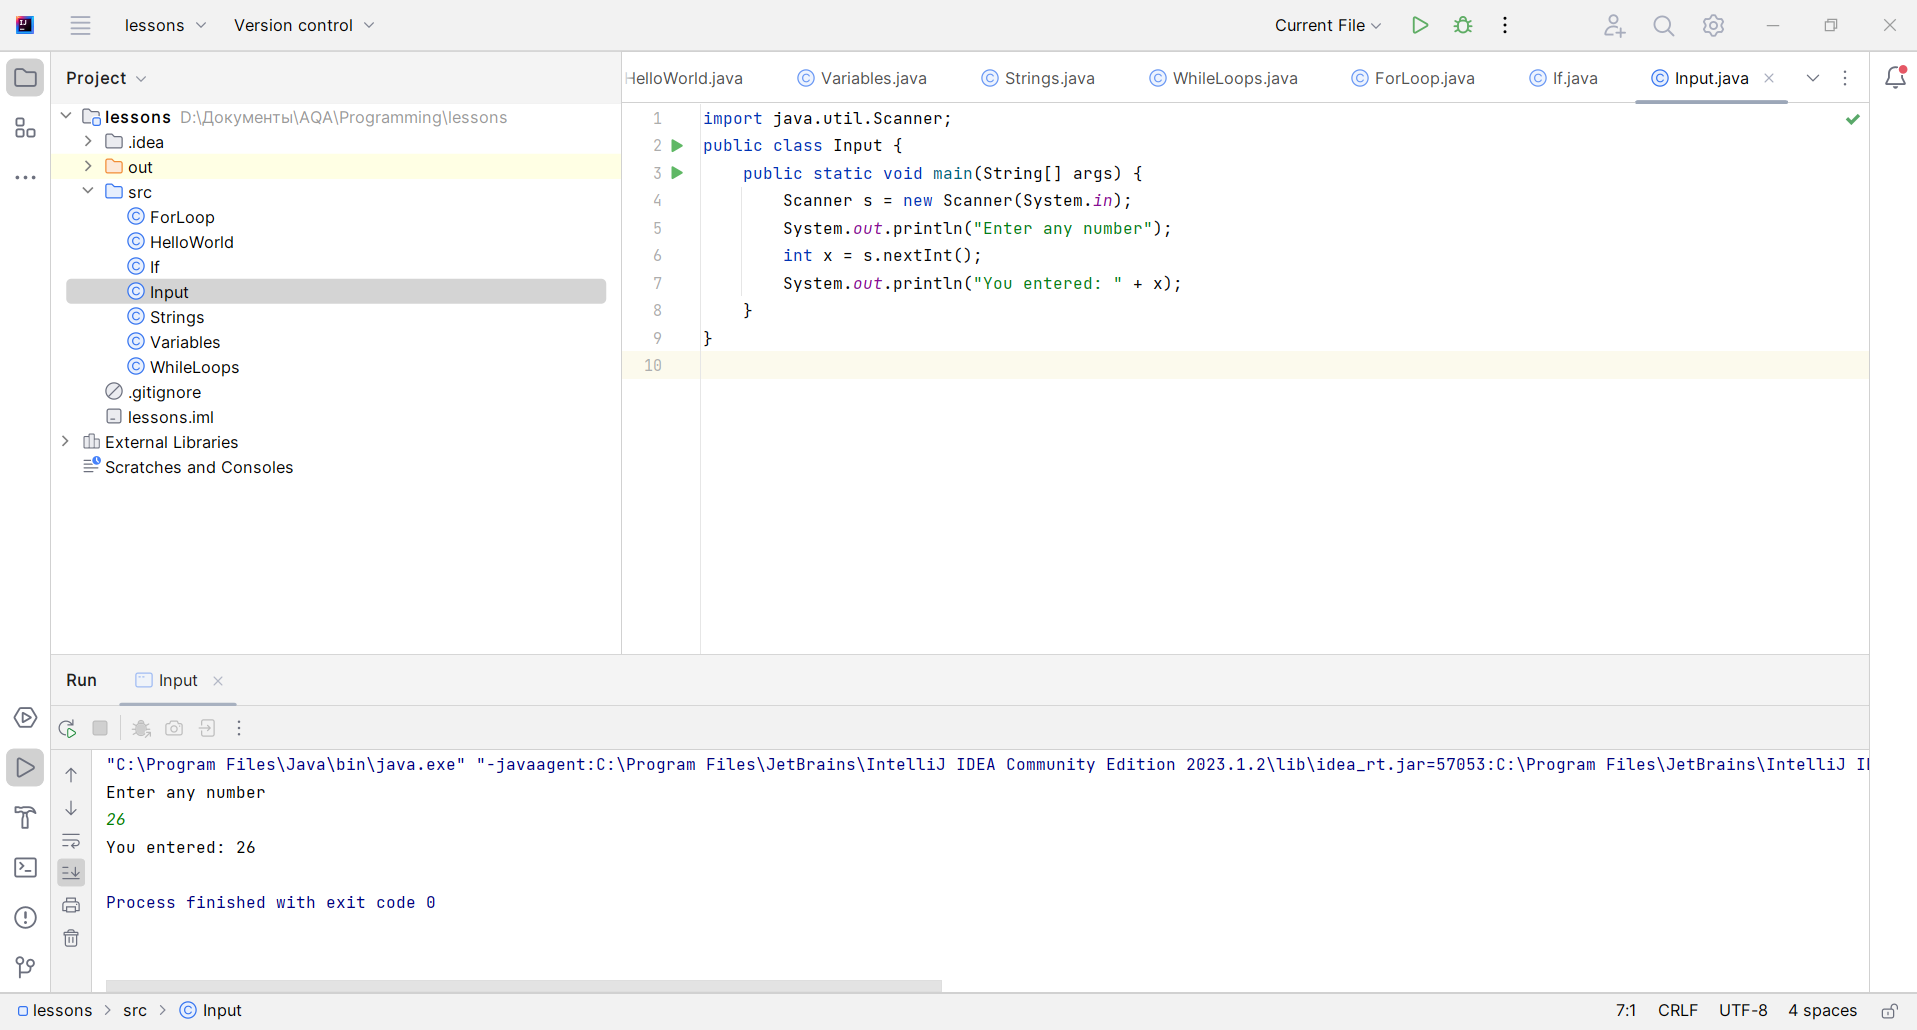 lessons Version control Current File
Project
HelloWorld.java Variables.java Strings.java WhileLoops.java ForLoop.java If.java Input.java
lessons D:\Документы\AQA\Programming\lessons
.idea
out
src
ForLoop
HelloWorld
If
Input
Strings
Variables
WhileLoops
.gitignore
lessons.iml
External Libraries
Scratches and Consoles
1 import java.util.Scanner;
2 public class Input {
3 public static void main(String[] args) {
4 Scanner s = new Scanner(System.in);
5 System.out.println("Enter any number");
6 int x = s.nextInt();
7 System.out.println("You entered: " + x);
8 }
9 }
10
Run Input
"C:\Program Files\Java\bin\java.exe" "-javaagent:C:\Program Files\JetBrains\IntelliJ IDEA Community Edition 2023.1.2\lib\idea_rt.jar=57053:C:\Program Files\JetBrains\IntelliJ
Enter any number
26
You entered: 26
Process finished with exit code 0
lessons src Input 7:1 CRLF UTF-8 4 spaces